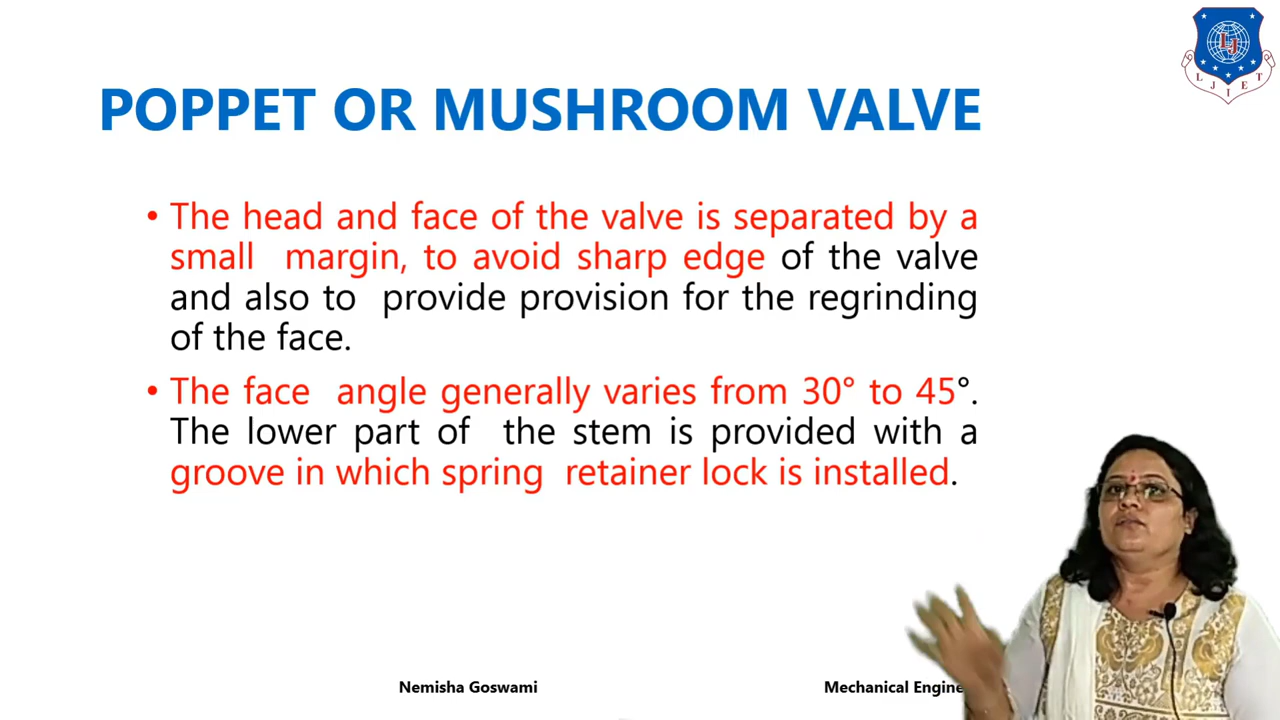 POPPET OR MUSHROOM VALVE
L J I E T
• The head and face of the valve is separated by a
small margin, to avoid sharp edge of the valve
and also to provide provision for the regrinding
of the face.
• The face angle generally varies from 30° to 45°.
The lower part of the stem is provided with a
groove in which spring retainer lock is installed.
Nemisha Goswami
Mechanical Engine